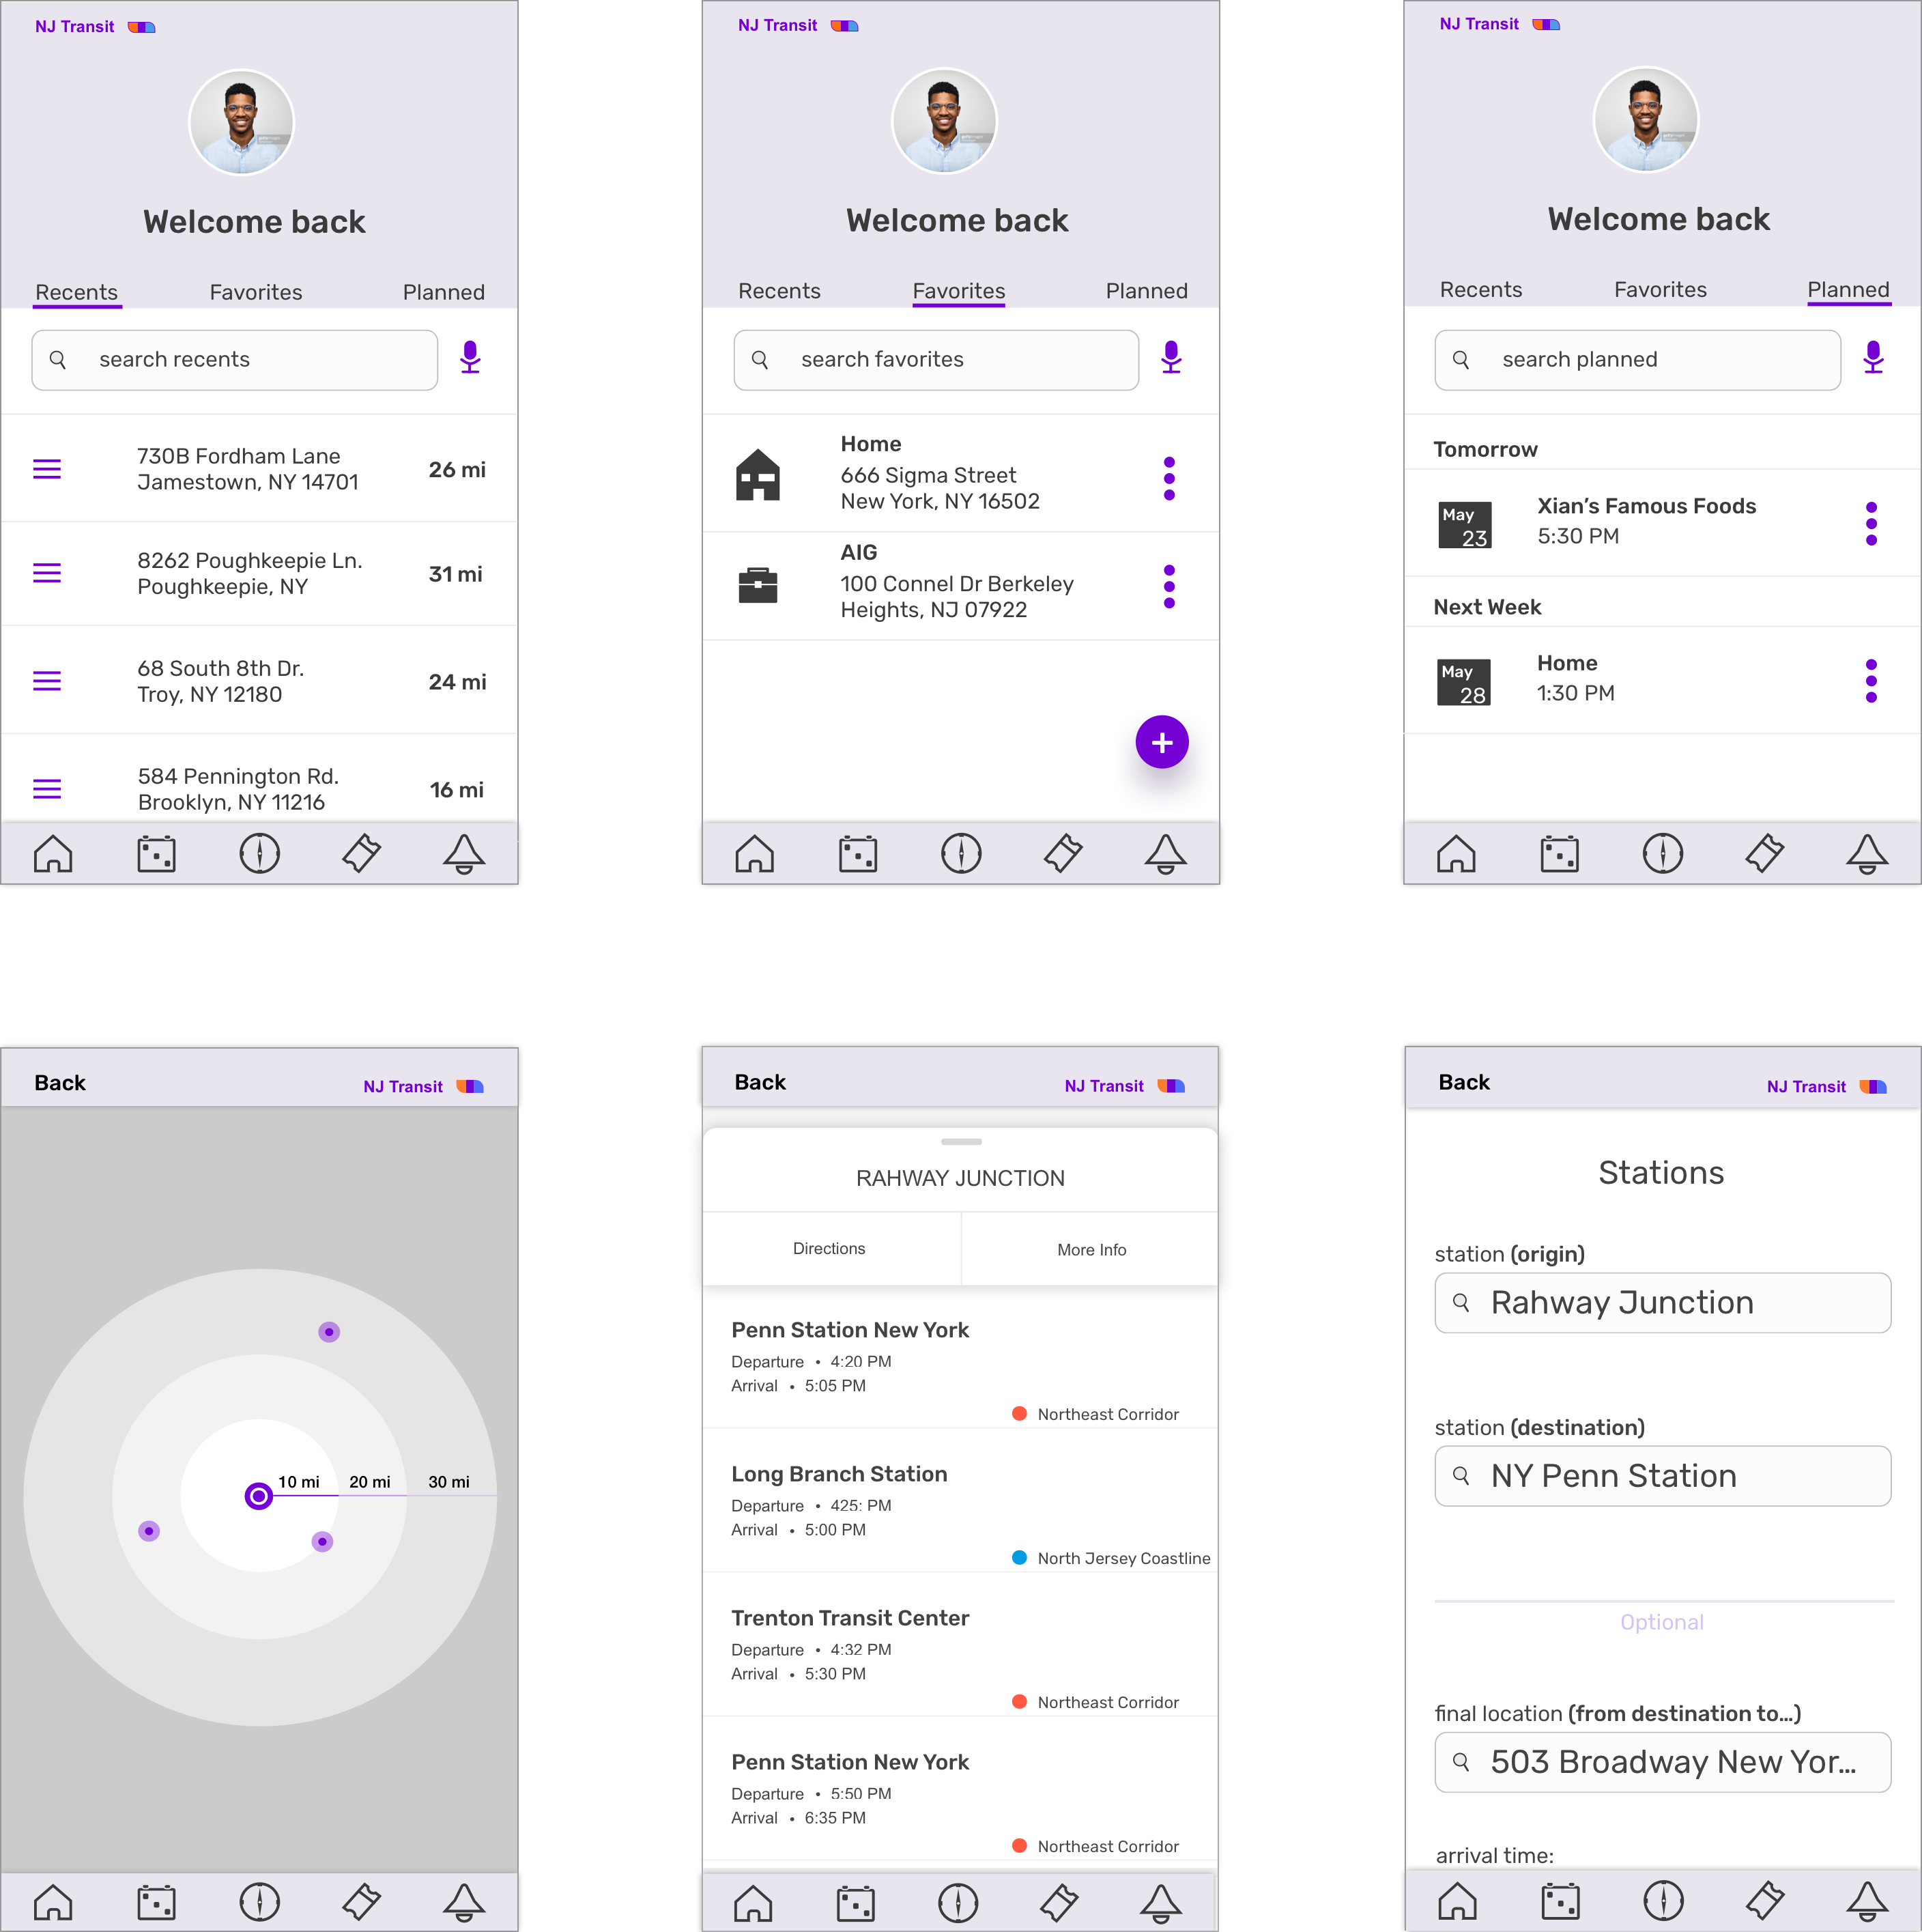 NJ Transit
Welcome back
Recents Favorites Planned
search recents
730B Fordham Lane
Jamestown, NY 14701
26 mi
8262 Poughkeepie Ln.
Poughkeepie, NY
31 mi
68 South 8th Dr.
Troy, NY 12180
24 mi
584 Pennington Rd.
Brooklyn, NY 11216
16 mi
NJ Transit
Welcome back
Recents Favorites Planned
search favorites
Home
666 Sigma Street
New York, NY 16502
AIG
100 Connel Dr Berkeley
Heights, NJ 07922
+
NJ Transit
Welcome back
Recents Favorites Planned
search planned
Tomorrow
May
23
Xian’s Famous Foods
5:30 PM
Next Week
May
28
Home
1:30 PM
Back NJ Transit
10 mi 20 mi 30 mi
Back NJ Transit
RAHWAY JUNCTION
Directions More Info
Penn Station New York
Departure • 4:20 PM
Arrival • 5:05 PM
Northeast Corridor
Long Branch Station
Departure • 425: PM
Arrival • 5:00 PM
North Jersey Coastline
Trenton Transit Center
Departure • 4:32 PM
Arrival • 5:30 PM
Northeast Corridor
Penn Station New York
Departure • 5:50 PM
Arrival • 6:35 PM
Northeast Corridor
Back NJ Transit
Stations
station (origin)
Rahway Junction
station (destination)
NY Penn Station
Optional
final location (from destination to...)
503 Broadway New Yor...
arrival time: